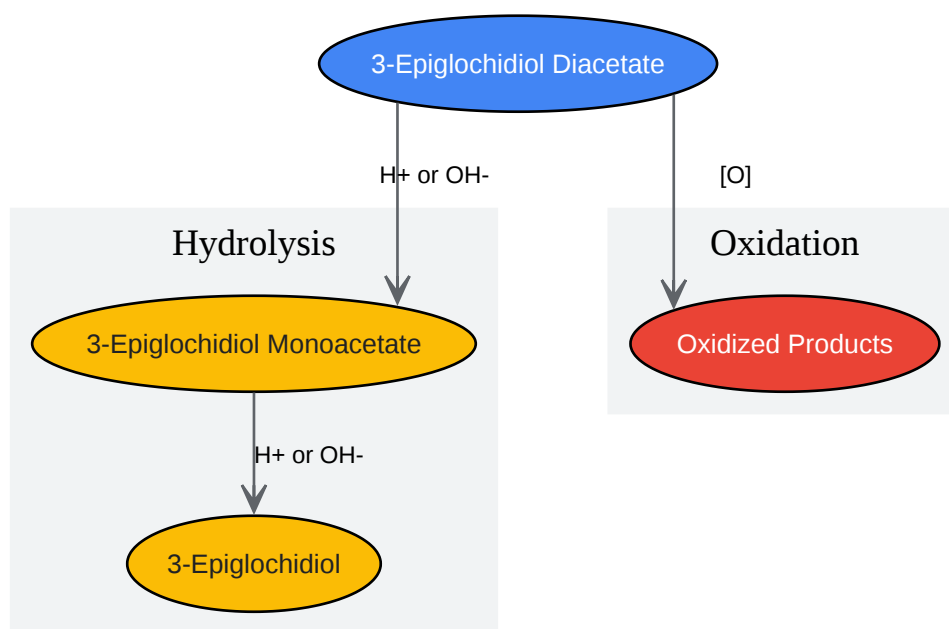 3-Epiglochidiol Diacetate
H+ or OH-
[O]
Hydrolysis
Oxidation
3-Epiglochidiol Monoacetate
Oxidized Products
H+ or OH-
3-Epiglochidiol